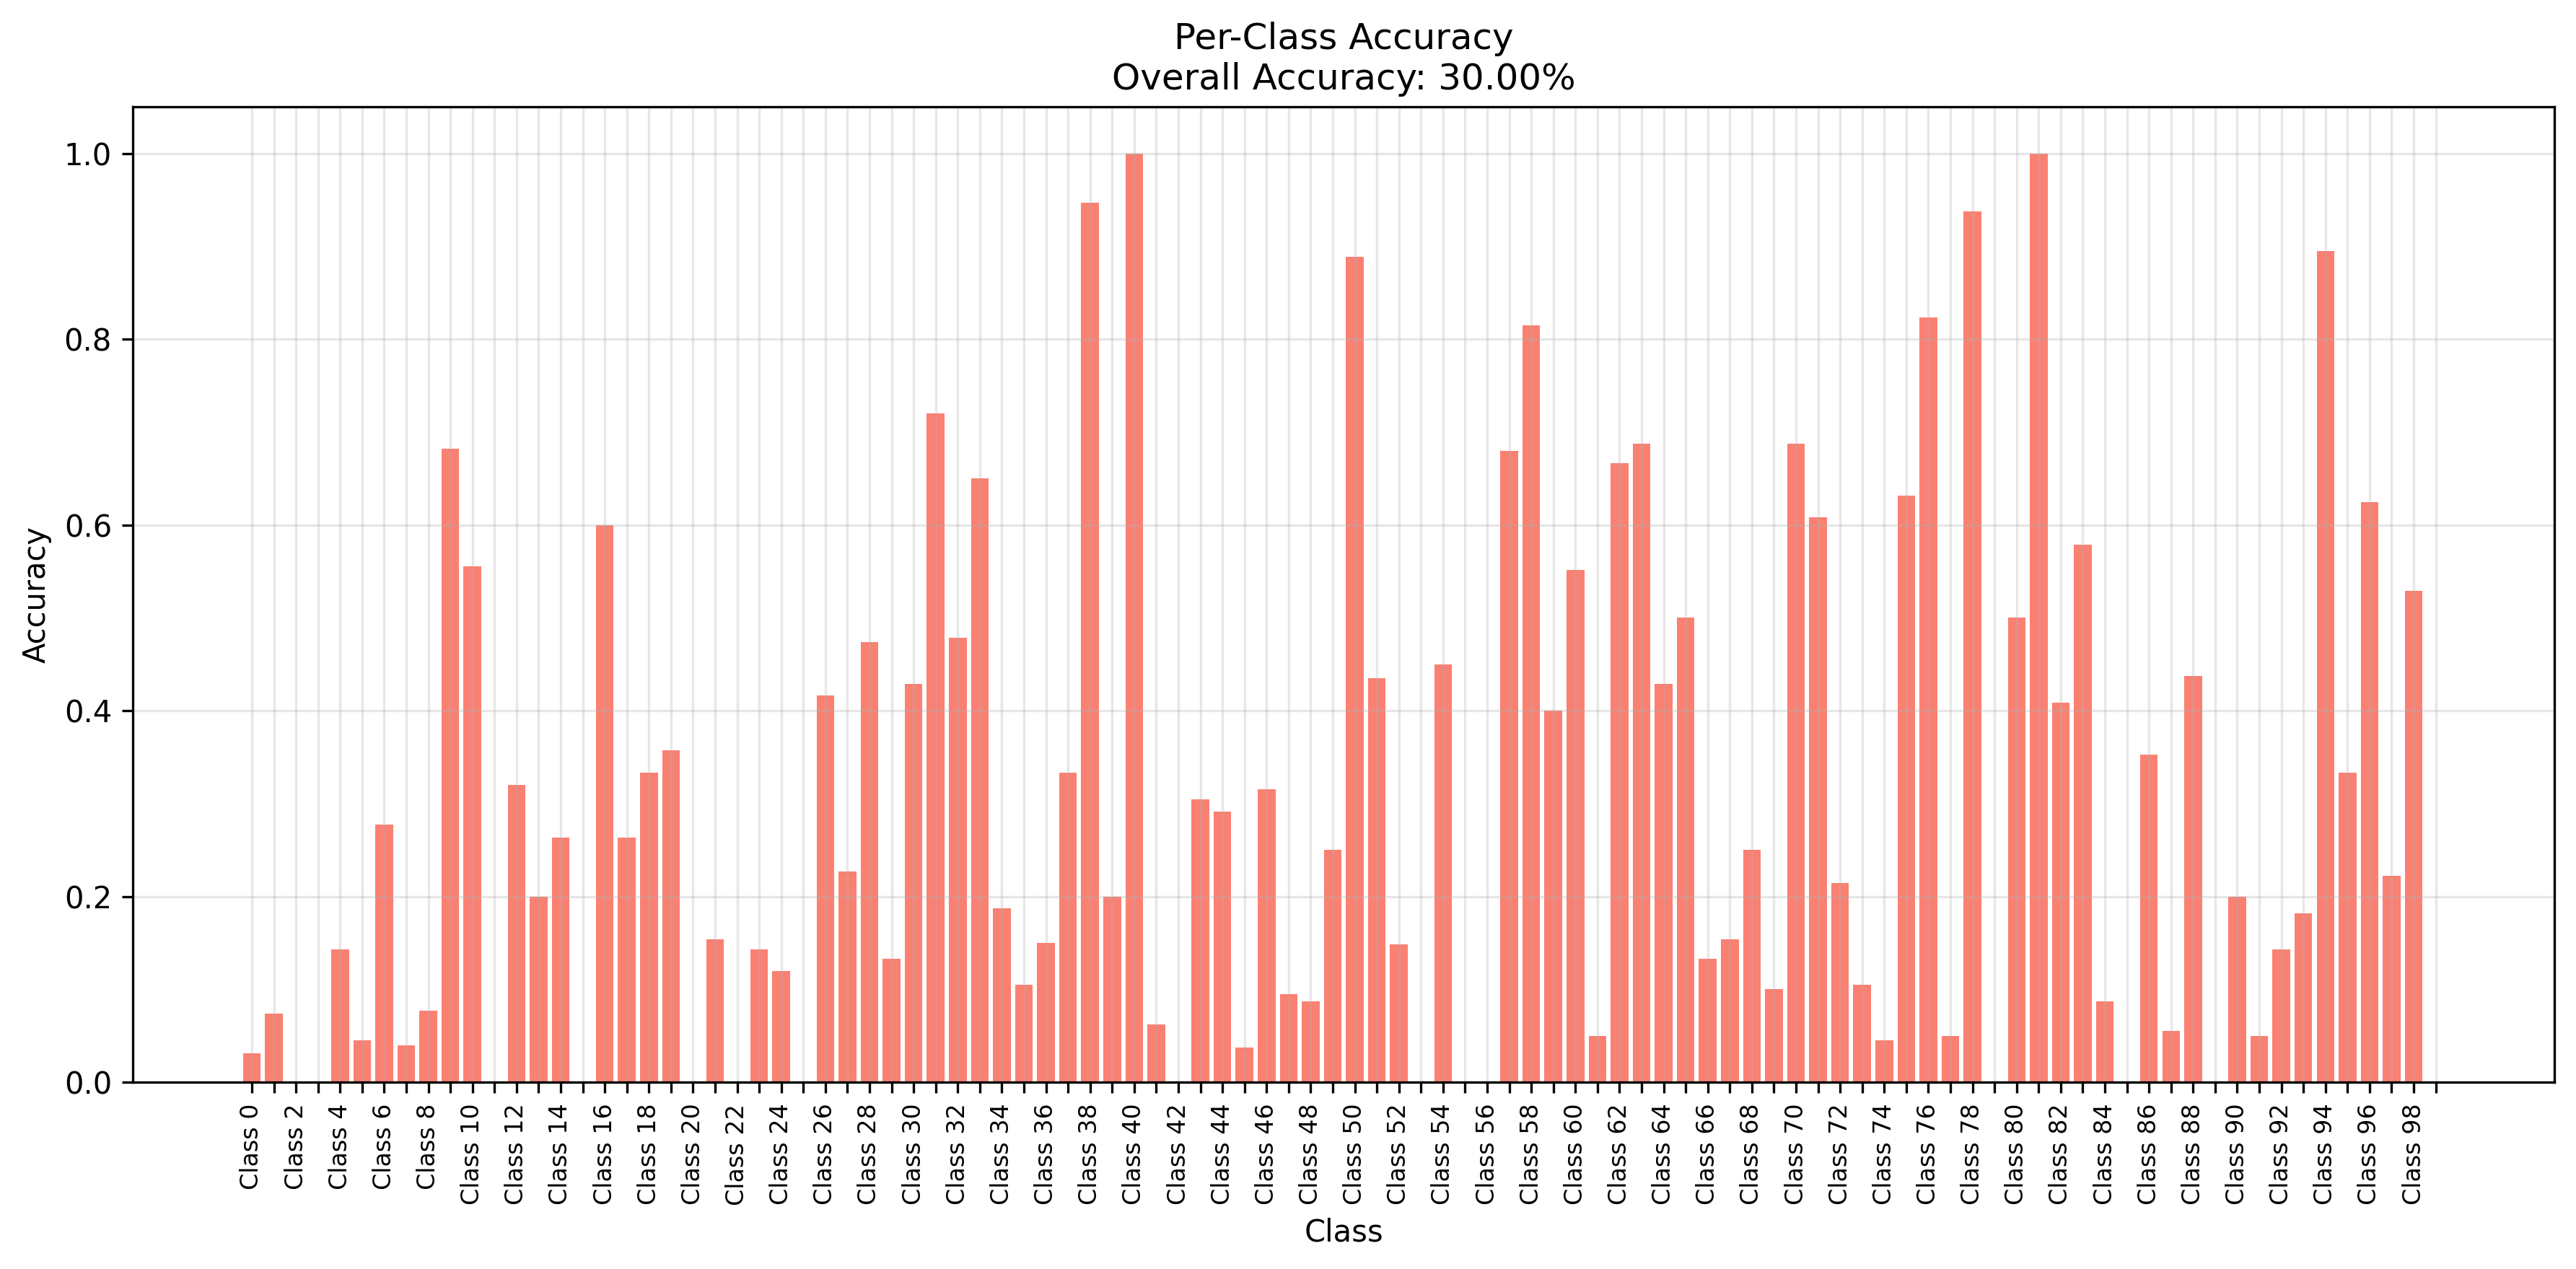 Per-Class Accuracy
Overall Accuracy: 30.00%
Accuracy
1.0
0.8
0.6
0.4
0.2
0.0
Class 0
Class 2
Class 4
Class 6
Class 8
Class 10
Class 12
Class 14
Class 16
Class 18
Class 20
Class 22
Class 24
Class 26
Class 28
Class 30
Class 32
Class 34
Class 36
Class 38
Class 40
Class 42
Class 44
Class 46
Class 48
Class 50
Class 52
Class 54
Class 56
Class 58
Class 60
Class 62
Class 64
Class 66
Class 68
Class 70
Class 72
Class 74
Class 76
Class 78
Class 80
Class 82
Class 84
Class 86
Class 88
Class 90
Class 92
Class 94
Class 96
Class 98
Class